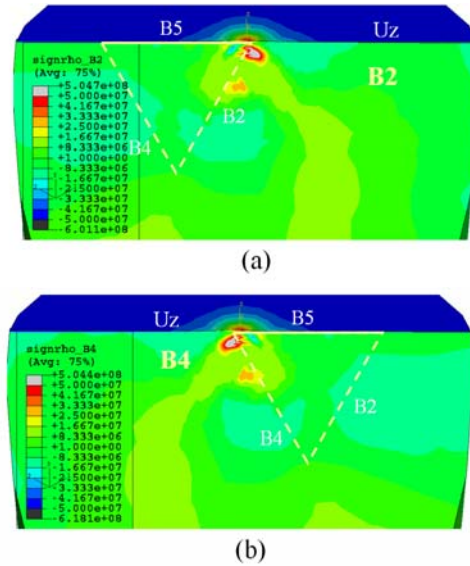 B5
Uz
signrho_B2
(Avg: 75%)
B2
+5.047e+08
+5.000e+07
+4.167e+07
+3.333e+07
+2.500e+07
+1.667e+07
+8.333e+06
+1.000e+00
-8.333e+06
-1.667e+07
-2.500e+07
-3.333e+07
-4.167e+07
-5.000e+07
-6.011e+08
B2
B4
(a)
Uz
B5
signrho_B4
(Avg: 75%)
B4
+5.044e+08
+5.000e+07
+4.167e+07
+3.333e+07
+2.500e+07
+1.667e+07
+8.333e+06
+1.000e+00
-8.333e+06
-1.667e+07
-2.500e+07
-3.333e+07
-4.167e+07
-5.000e+07
-6.181e+08
B2
B4
(b)